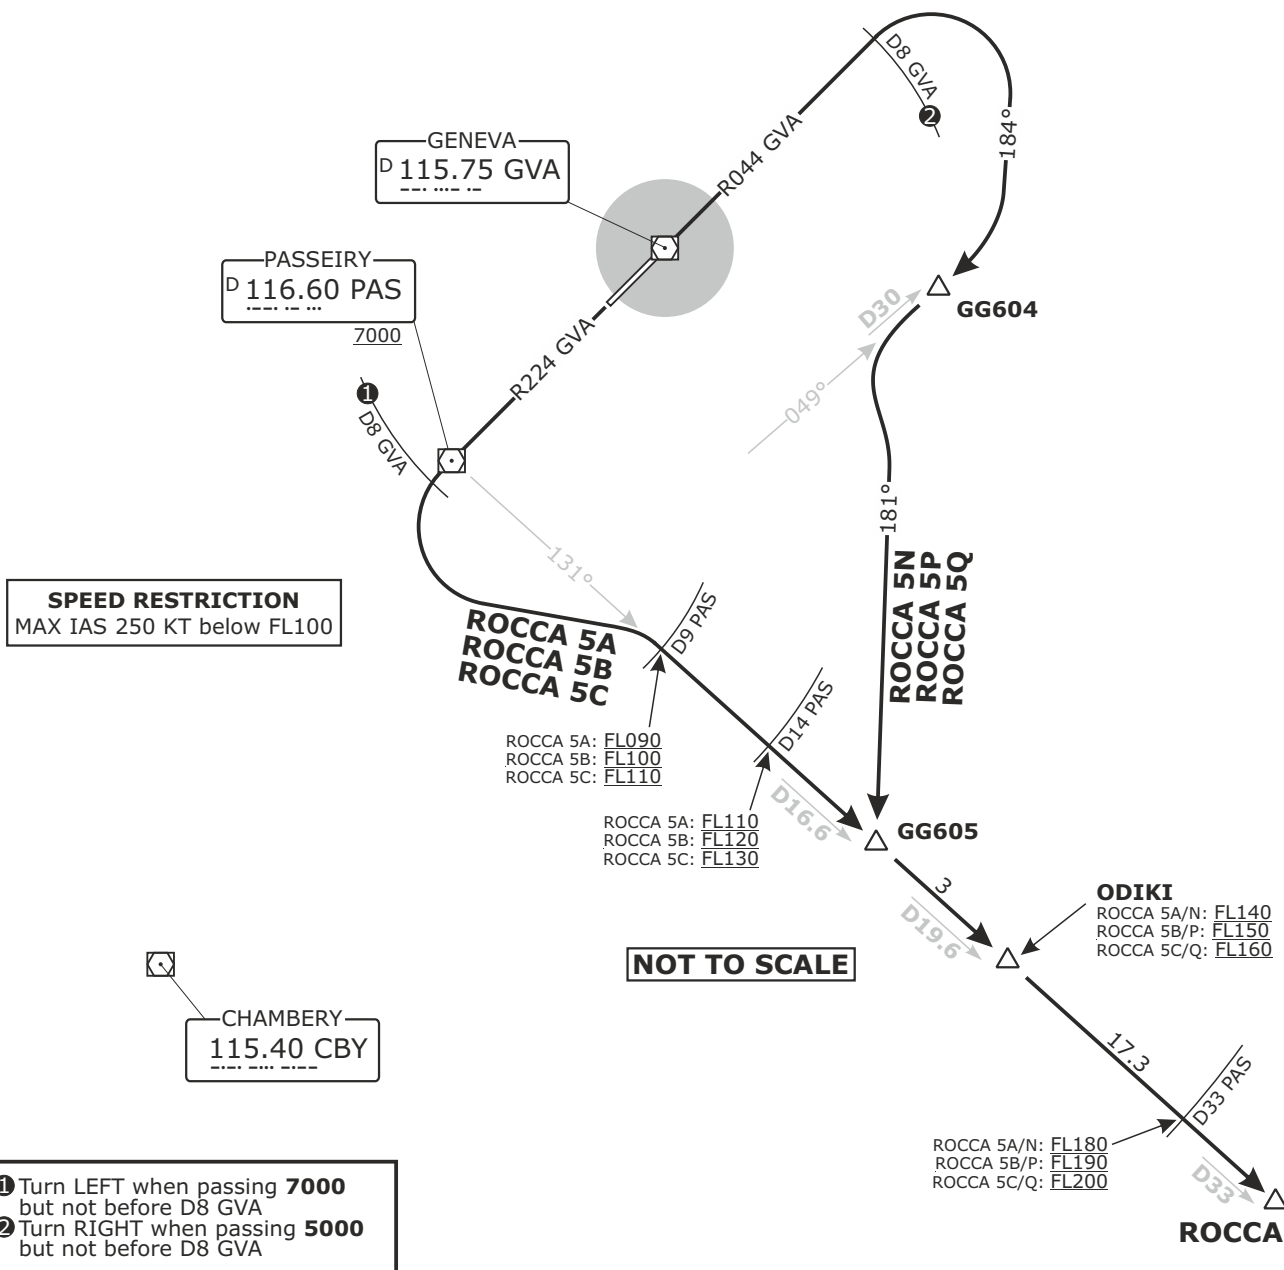 D8 GVA
2
GENEVA
D 115.75 GVA
R044 GVA
184°
PASSEIRY
D 116.60 PAS
7000
D30
GG604
R224 GVA
1
D8 GVA
049°
181°
131°
SPEED RESTRICTION
MAX IAS 250 KT below FL100
ROCCA 5N
ROCCA 5P
ROCCA 5Q
ROCCA 5A
ROCCA 5B
ROCCA 5C
D9 PAS
D14 PAS
ROCCA 5A: FL090
ROCCA 5B: FL100
ROCCA 5C: FL110
D16.6
ROCCA 5A: FL110
ROCCA 5B: FL120
ROCCA 5C: FL130
GG605
3
D19.6
ODIKI
ROCCA 5A/N: FL140
ROCCA 5B/P: FL150
ROCCA 5C/Q: FL160
NOT TO SCALE
CHAMBERY
115.40 CBY
17.3
D33 PAS
ROCCA 5A/N: FL180
ROCCA 5B/P: FL190
ROCCA 5C/Q: FL200
D33
ROCCA
1 Turn LEFT when passing 7000
but not before D8 GVA
2 Turn RIGHT when passing 5000
but not before D8 GVA